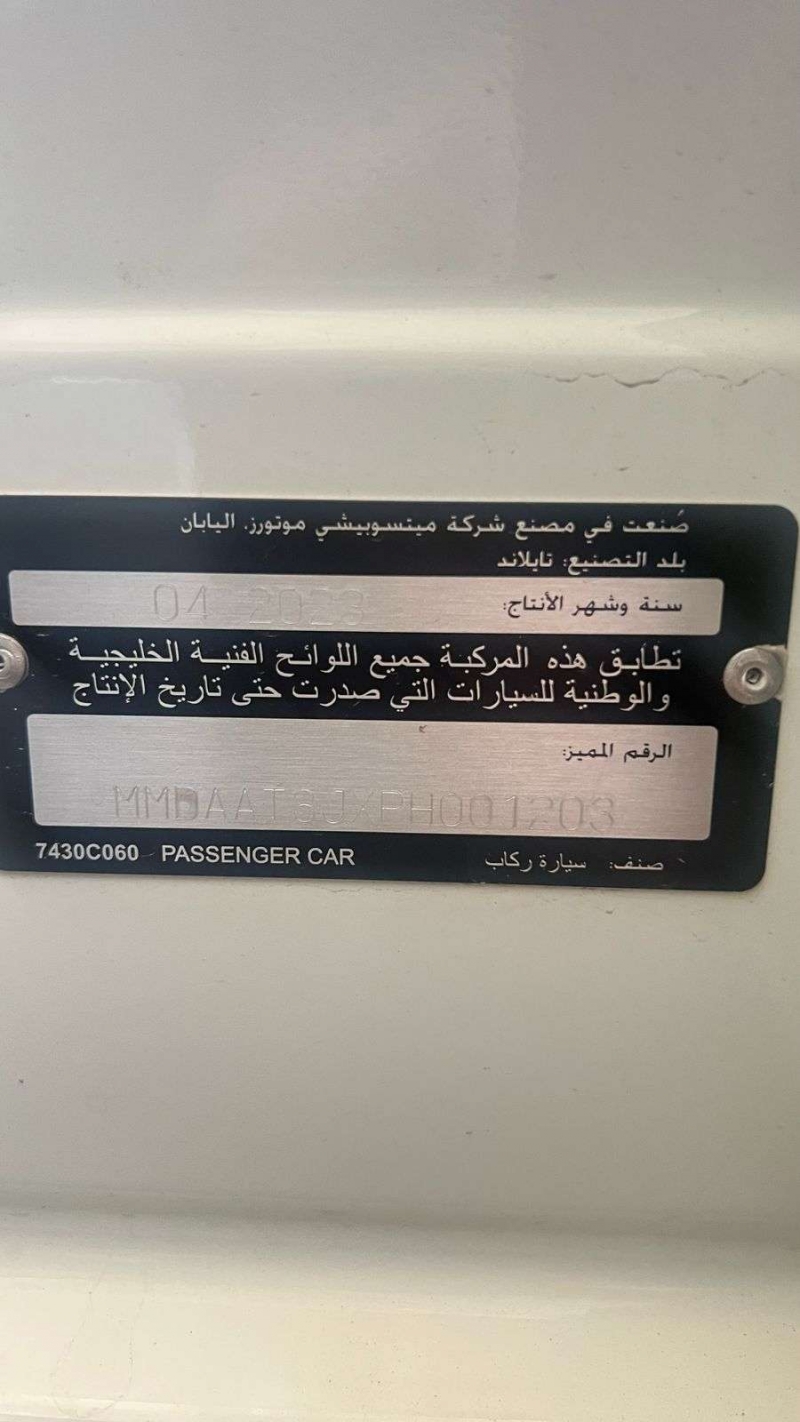 صُنعت في مصنع شركة ميتسوبيشي موتورز. اليابان
بلد التصنيع: تايلاند
سنة وشهر الأنتاج: 04 2023
تطابق هذه المركبة جميع اللوائح الفنية الخليجية
والوطنية للسيارات التي صدرت حتى تاريخ الإنتاج
الرقم المميز:
صنف: سيارة ركاب PASSENGER CAR 7430C060